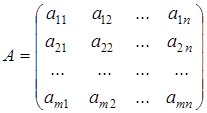 A = ( a₁₁ a₁₂ ... a₁ₙ
a₂₁ a₂₂ ... a₂ₙ
... ... ... ...
aₘ₁ aₘ₂ ... aₘₙ )